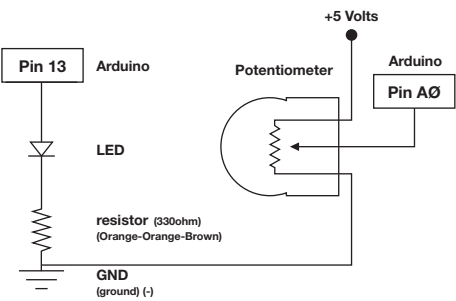 +5 Volts
Pin 13
Arduino
Potentiometer
Arduino
Pin AØ
LED
resistor (330ohm)
(Orange-Orange-Brown)
GND
(ground) (-)